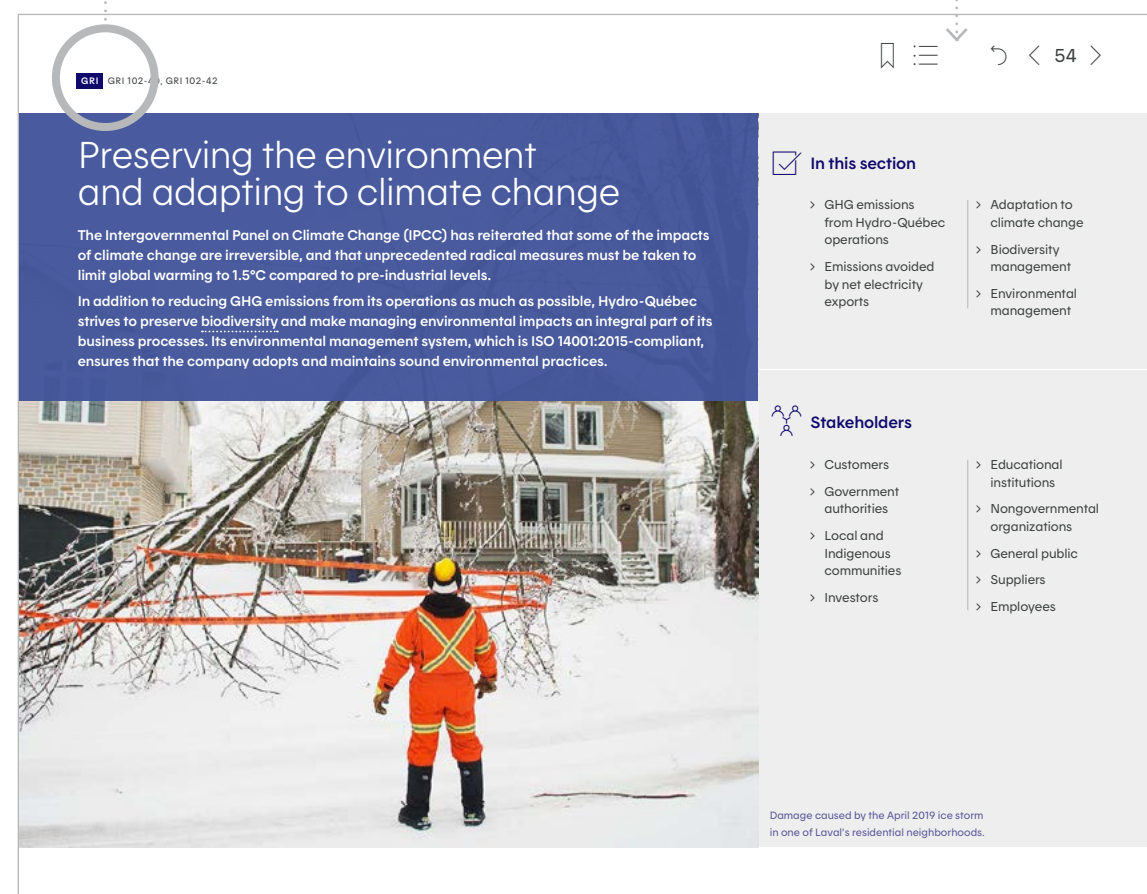 GRI GRI 102-40, GRI 102-42
54
Preserving the environment
and adapting to climate change
The Intergovernmental Panel on Climate Change (IPCC) has reiterated that some of the impacts
of climate change are irreversible, and that unprecedented radical measures must be taken to
limit global warming to 1.5°C compared to pre-industrial levels.
In addition to reducing GHG emissions from its operations as much as possible, Hydro-Québec
strives to preserve biodiversity and make managing environmental impacts an integral part of its
business processes. Its environmental management system, which is ISO 14001:2015-compliant,
ensures that the company adopts and maintains sound environmental practices.
In this section
> GHG emissions
from Hydro-Québec
operations
> Emissions avoided
by net electricity
exports
> Adaptation to
climate change
> Biodiversity
management
> Environmental
management
Stakeholders
> Customers
> Government
authorities
> Local and
Indigenous
communities
> Investors
> Educational
institutions
> Nongovernmental
organizations
> General public
> Suppliers
> Employees
Damage caused by the April 2019 ice storm
in one of Laval's residential neighborhoods.